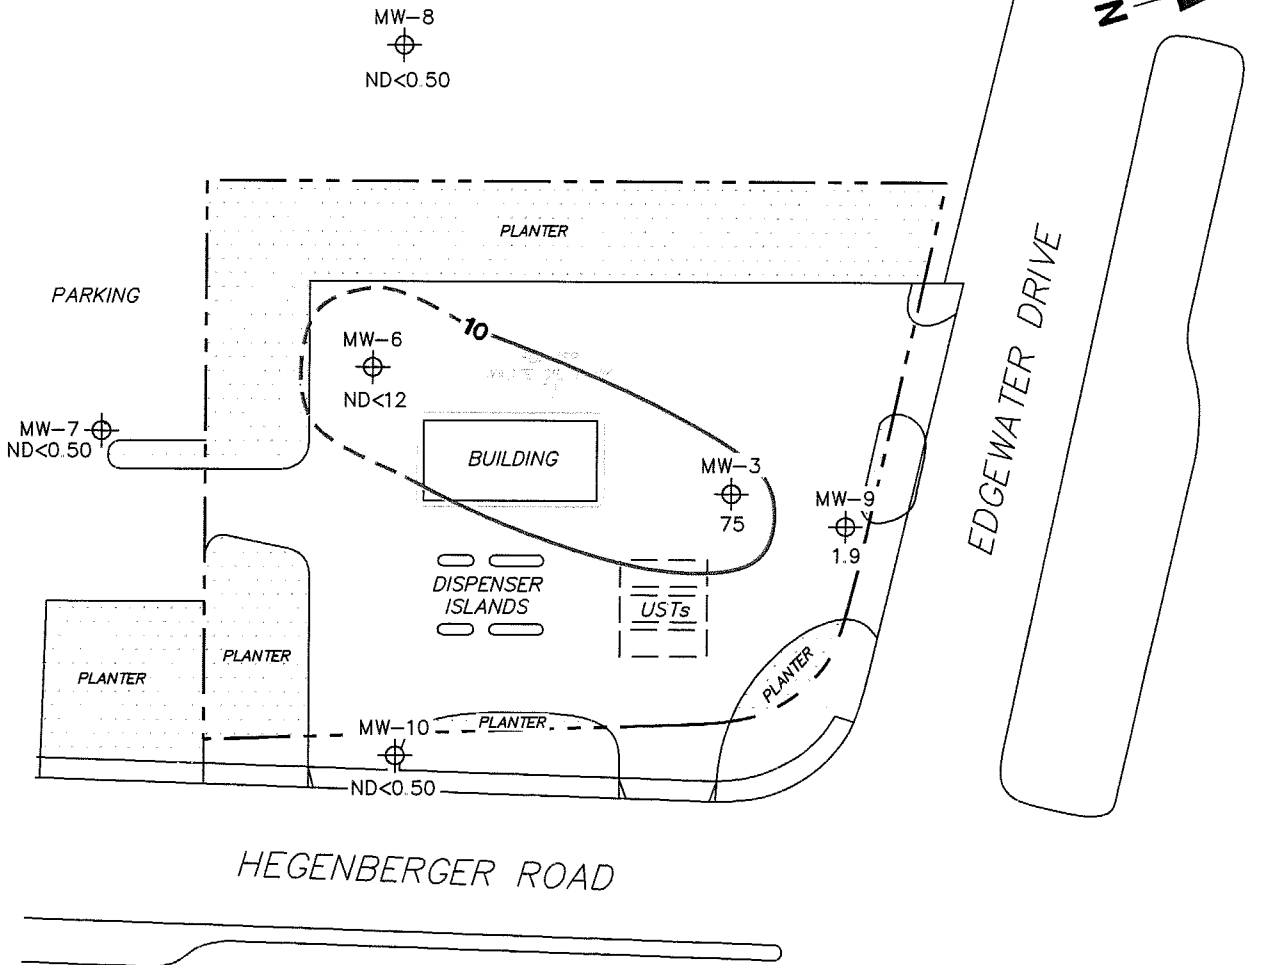 MW-8
ND<0.50
N
PLANTER
PARKING
EDGEWATER DRIVE
10
MW-6
ND<12
MW-7
ND<0.50
BUILDING
MW-3
75
MW-9
1.9
DISPENSER
ISLANDS
USTs
PLANTER
PLANTER
PLANTER
PLANTER
MW-10
ND<0.50
HEGENBERGER ROAD